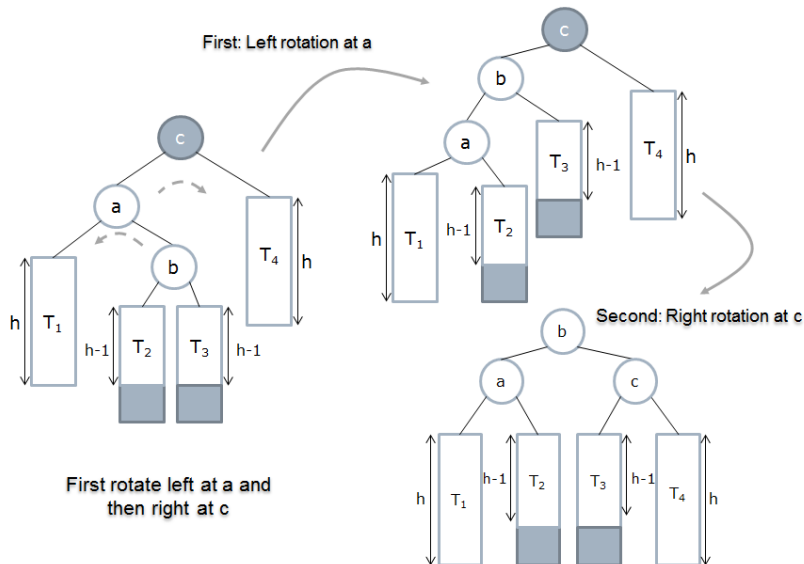 First: Left rotation at a
c
b
a
T3
T4
h-1
h
T1
T2
h
h-1
c
a
b
T4
h
T1
h
T2
T3
h-1
h-1
Second: Right rotation at c
b
a
c
T1
T2
T3
T4
h
h-1
h-1
h
First rotate left at a and
then right at c